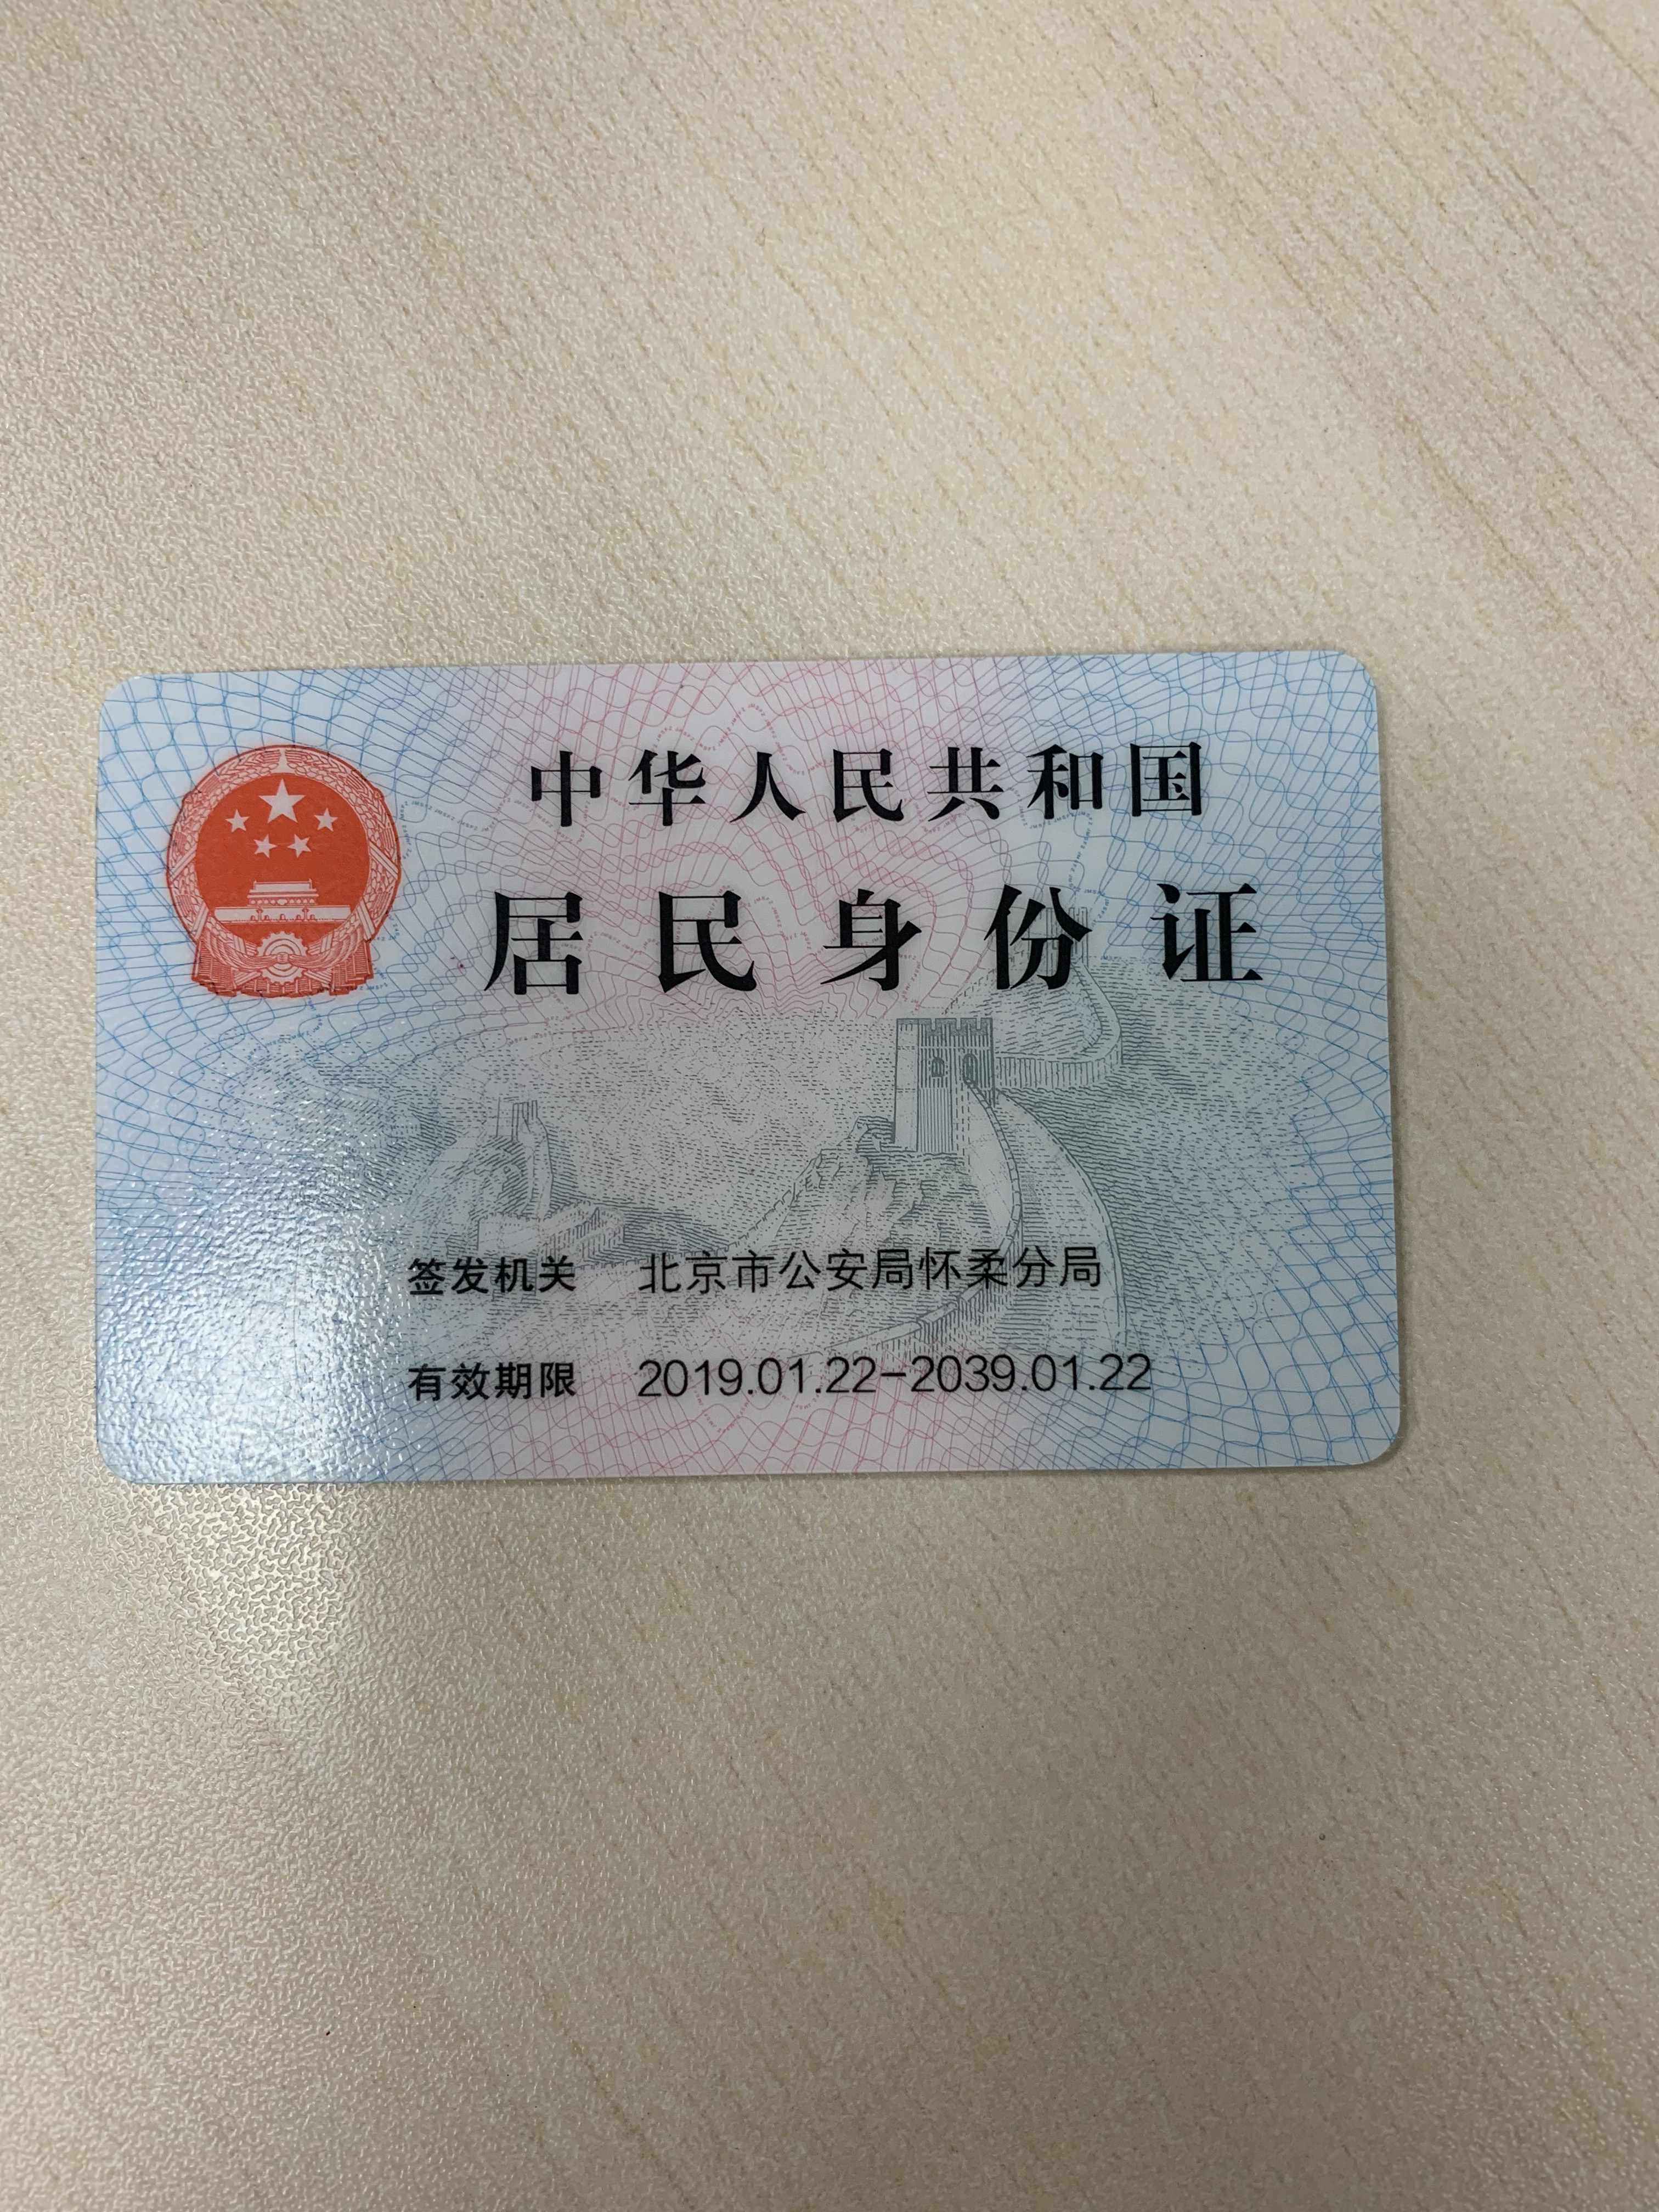 中华人民共和国
居民身份证
签发机关 北京市公安局怀柔分局
有效期限 2019.01.22-2039.01.22